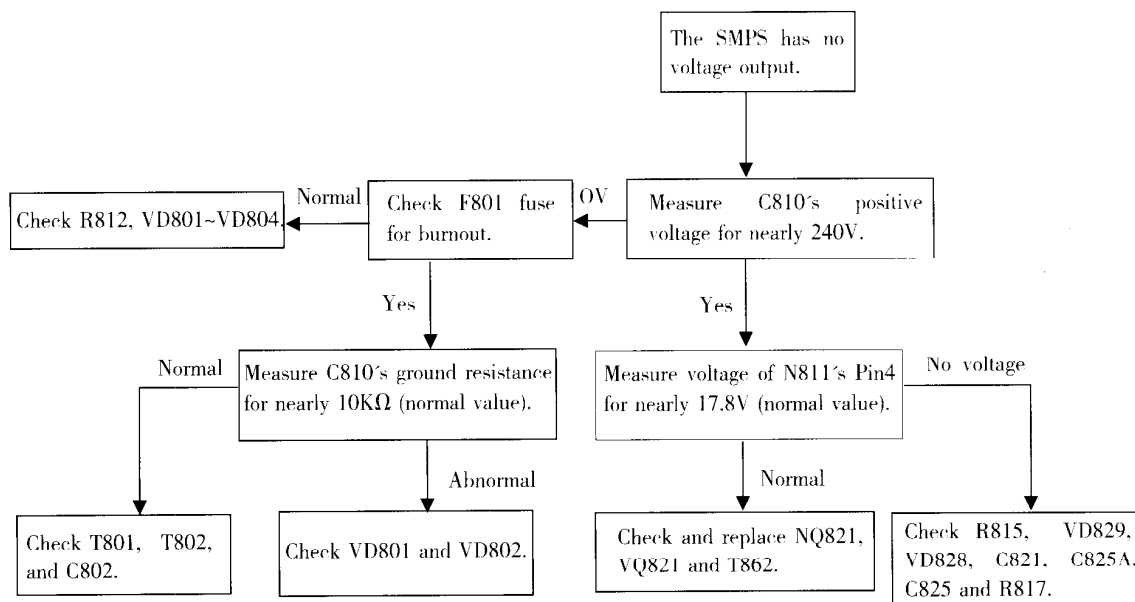 The SMPS has no
voltage output.
Normal
Check F801 fuse
for burnout.
OV
Measure C810's positive
voltage for nearly 240V.
Check R812, VD801~VD804.
Yes
Yes
Normal
Measure C810's ground resistance
for nearly 10KΩ (normal value).
Measure voltage of N811's Pin4
for nearly 17.8V (normal value).
No voltage
Abnormal
Normal
Check T801, T802,
and C802.
Check VD801 and VD802.
Check and replace NQ821,
VQ821 and T862.
Check R815, VD829,
VD828, C821, C825A.
C825 and R817.